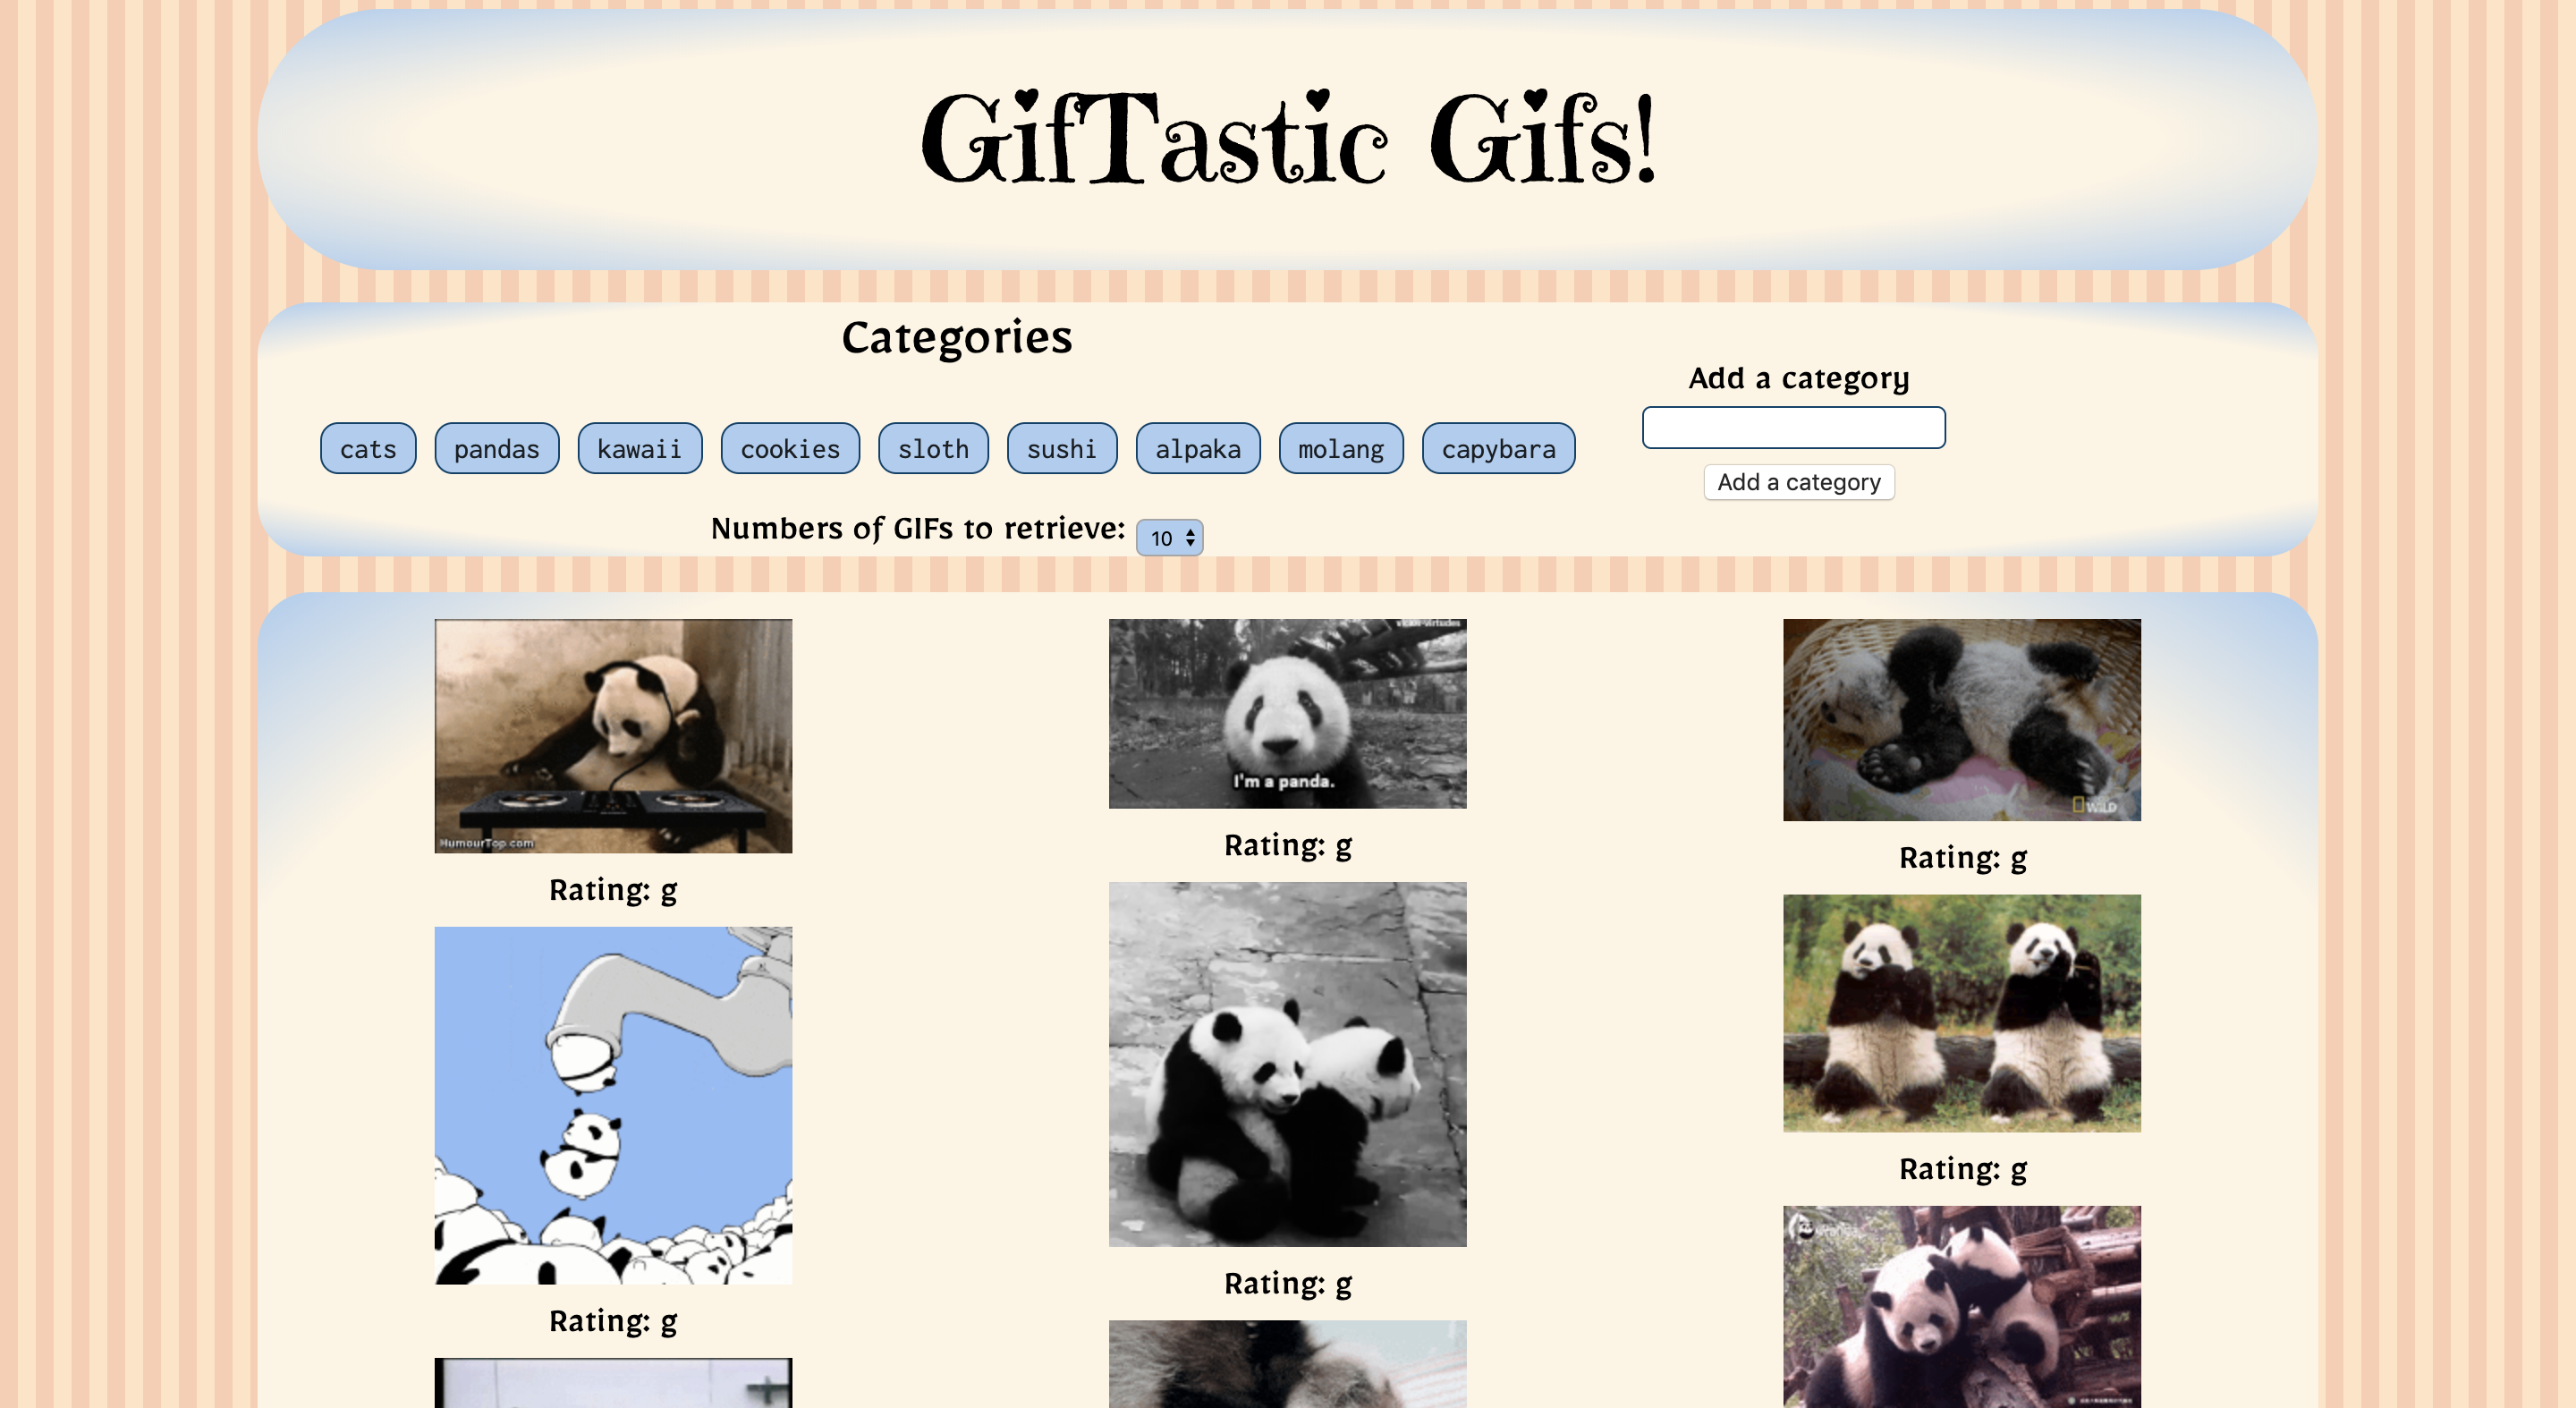 GifTastic Gifs!
Categories
Add a category
cats pandas kawaii cookies sloth sushi alpaka molang capybara
Add a category
Numbers of GIFs to retrieve: 10
I'm a panda.
WILD
HumourTop.com
Rating: g
Rating: g
Rating: g
Rating: g
Rating: g
Rating: g